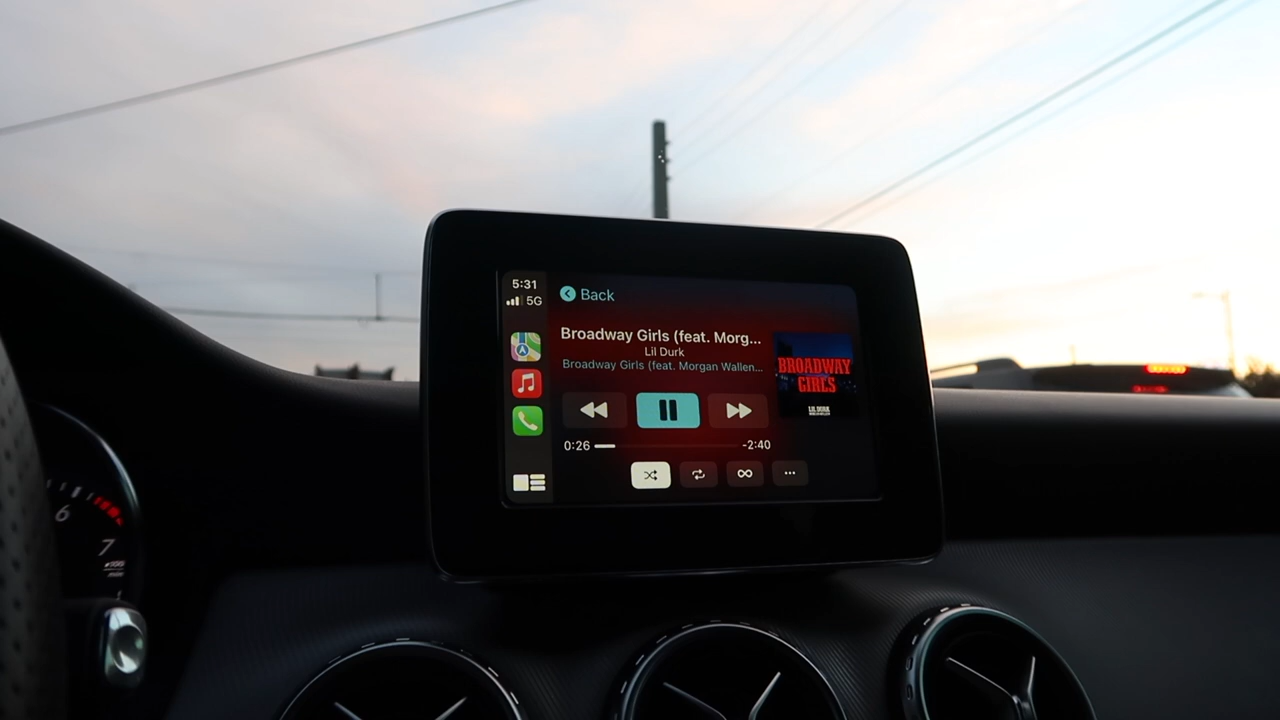 5:31
5G
Back
Broadway Girls (feat. Morg...
Lil Durk
Broadway Girls (feat. Morgan Wallen...
BROADWAY
GIRLS
LIL DURK
0:26
-2:40
6
7